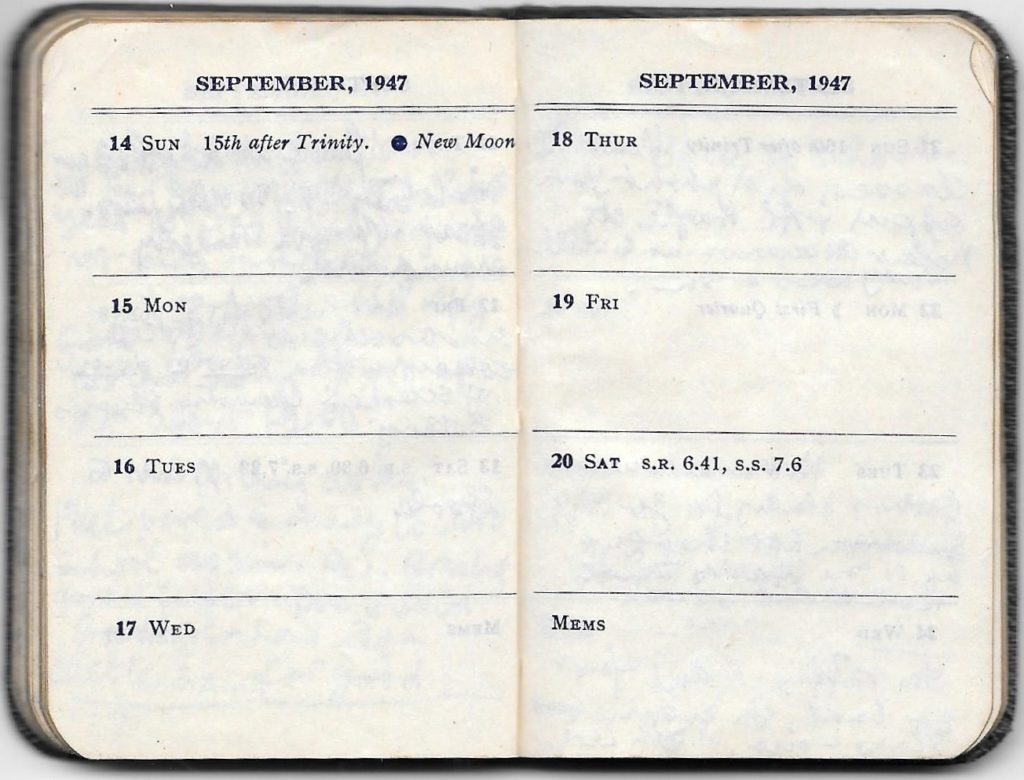 SEPTEMBER, 1947
14 SUN 15th after Trinity. ● New Moon
15 MON
16 TUES
17 WED
SEPTEMBER, 1947
18 THUR
19 FRI
20 SAT S.R. 6.41, S.S. 7.6
MEMS